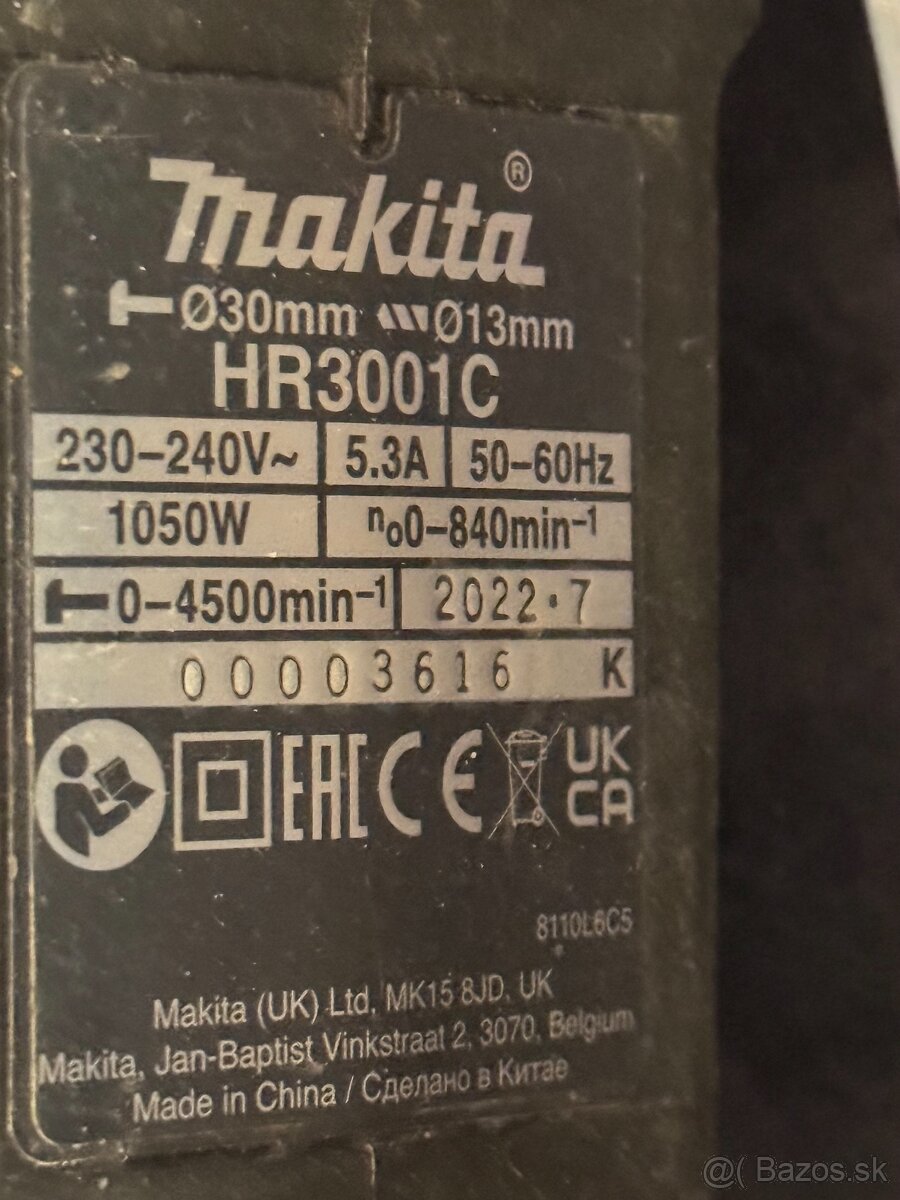 makita®
Ø30mm Ø13mm
HR3001C
230-240V~ 5.3A 50-60Hz
1050W n₀0-840min⁻¹
0-4500min⁻¹ 2022.7
00003616 K
EAC CE UK
CA
8110L6C5
Makita (UK) Ltd, MK15 8JD, UK
Makita, Jan-Baptist Vinkstraat 2, 3070, Belgium
Made in China / Сделано в Китае
@( Bazos.sk